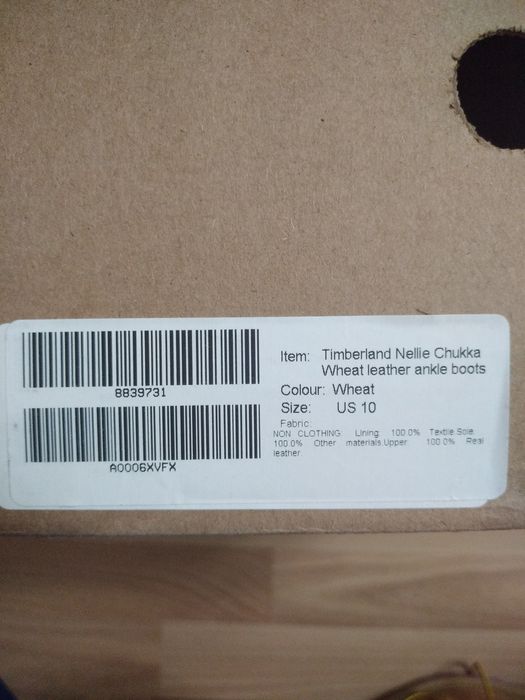 8839731
A0006XVFX
Item: Timberland Nellie Chukka
Wheat leather ankle boots
Colour: Wheat
Size: US 10
Fabric:
NON CLOTHING: Lining: 100.0% Textile.Sole:
100.0% Other materials.Upper: 100.0% Real
leather